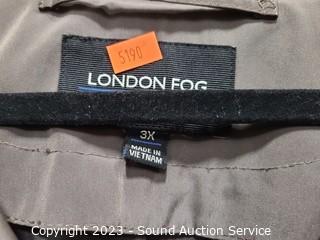 5190
LONDON FOG
3X
MADE IN
VIETNAM
Copyright 2023 - Sound Auction Service